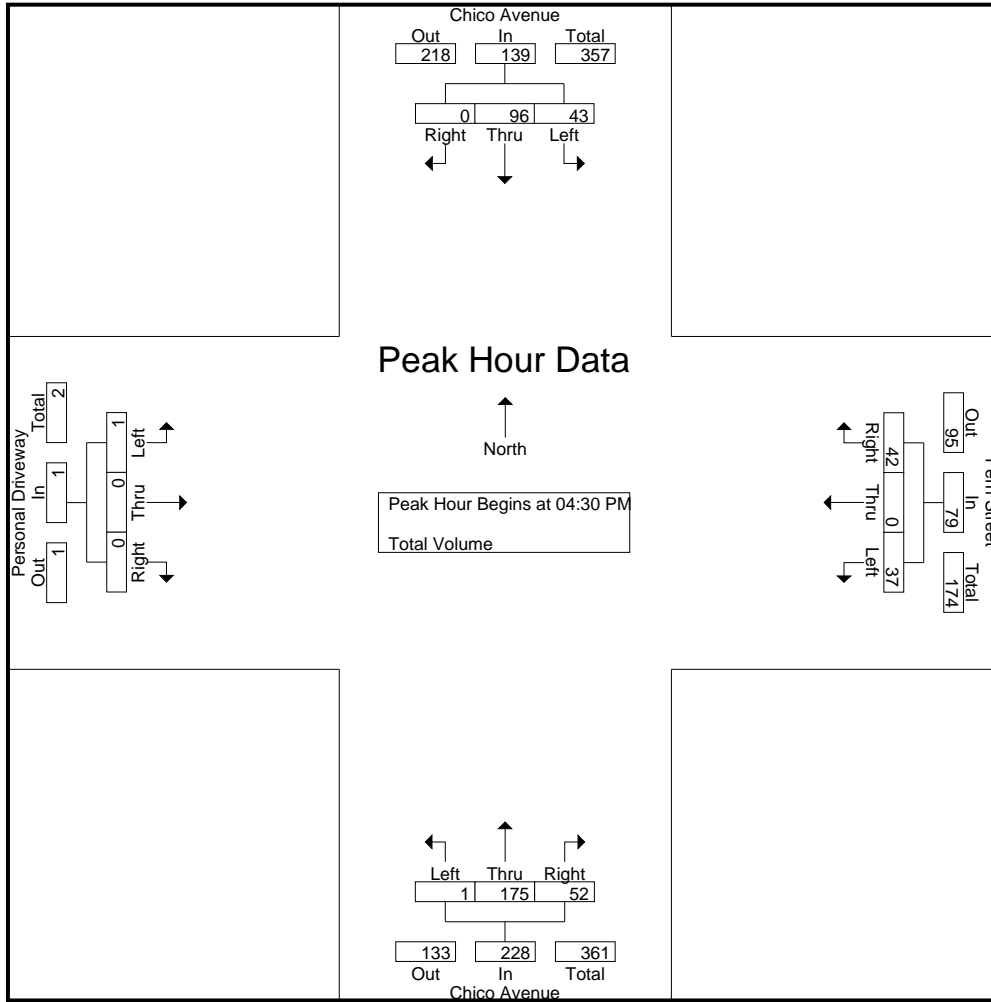 Chico Avenue
Out In Total
218 139 357
0 96 43
Right Thru Left
Peak Hour Data
North
Peak Hour Begins at 04:30 PM
Total Volume
Personal Driveway
Out In Total
1 1 2
1 0 0
Left Thru Right
Street
Out In Total
95 79 174
42 0 37
Right Thru Left
Left Thru Right
1 175 52
133 228 361
Out In Total
Chico Avenue